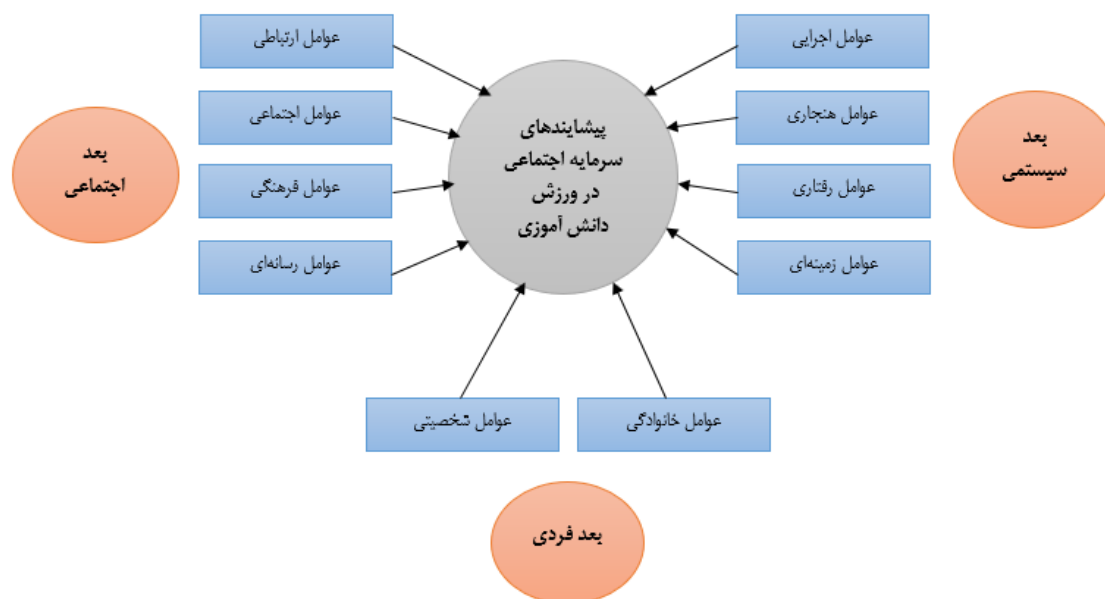 عوامل اجرایی
عوامل هنجاری
عوامل رفتاری
عوامل زمینه‌ای
بعد
سیستمی
پیشایندهای
سرمایه اجتماعی
در ورزش
دانش آموزی
عوامل ارتباطی
عوامل اجتماعی
عوامل فرهنگی
عوامل رسانه‌ای
بعد
اجتماعی
عوامل خانوادگی
عوامل شخصیتی
بعد فردی